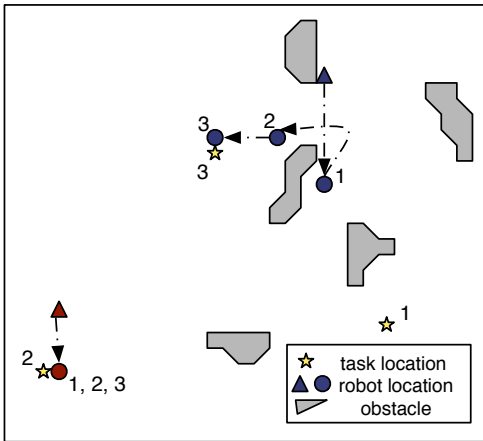 3
2
3
1
1
2
1, 2, 3
task location
robot location
obstacle